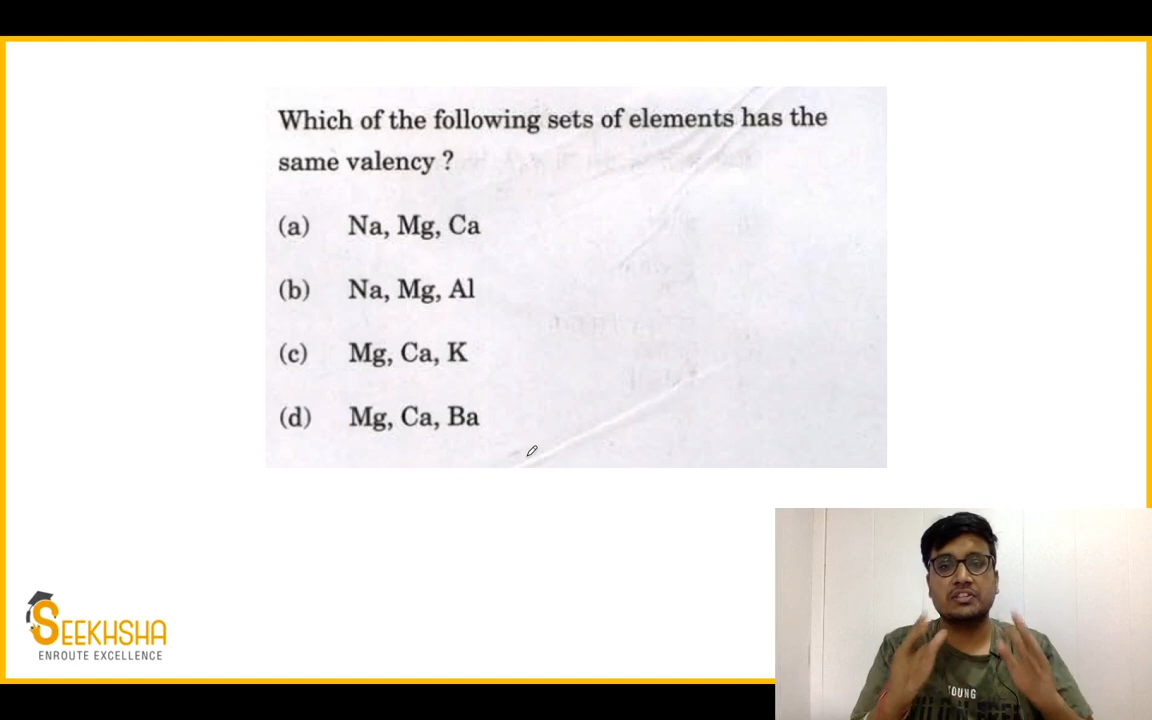 Which of the following sets of elements has the
same valency ?
(a) Na, Mg, Ca
(b) Na, Mg, Al
(c) Mg, Ca, K
(d) Mg, Ca, Ba
SEEKHSHA
ENROUTE EXCELLENCE
YOUNG